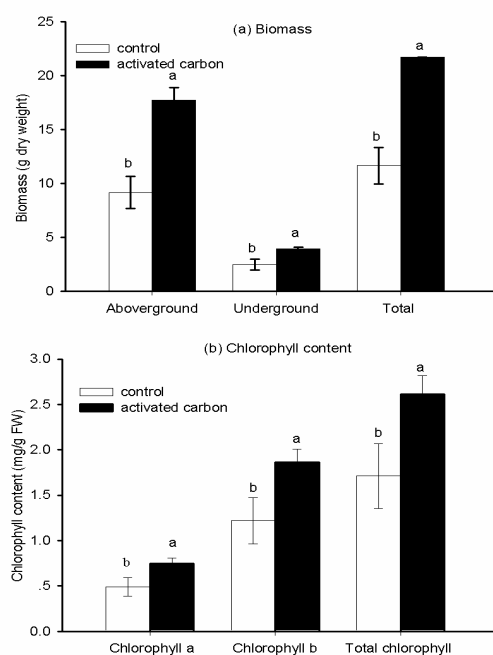 (a) Biomass
control
activated carbon
25
20
15
10
5
0
Biomass (g dry weight)
b
a
b
a
b
a
Aboverground
Underground
Total
(b) Chlorophyll content
control
activated carbon
3.0
2.5
2.0
1.5
1.0
.5
0.0
Chlorophyll content (mg/g FW)
b
a
b
a
b
a
Chlorophyll a
Chlorophyll b
Total chlorophyll